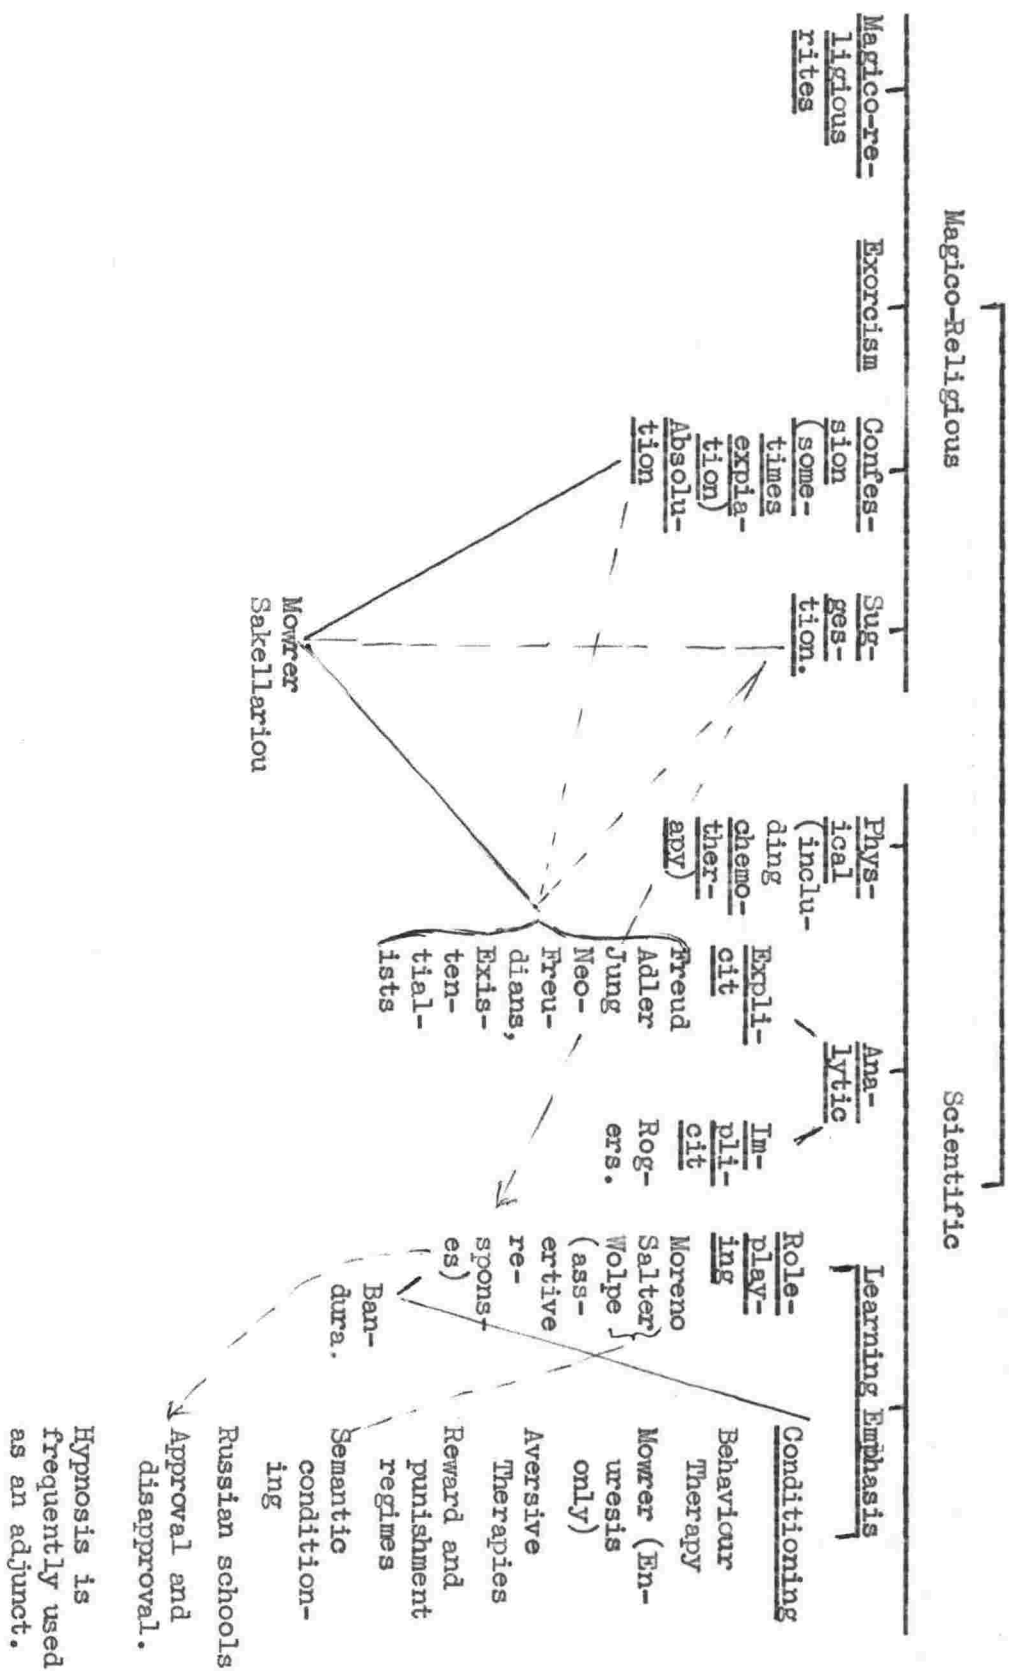 Magico-Religious
Scientific
Magico-re-
ligious
rites
Exorcism
Confes-
sion
(some-
times
expia-
tion)
Absolu-
tion
Sug-
ges-
tion.
Mowrer
Sakellariou
Phys-
ical
(inclu-
ding
chemo-
ther-
apy)
Ana-
lytic
Expli-
cit
Freud
Adler
Jung
Neo-
Freu-
dians,
Exis-
ten-
tial-
ists
Im-
pli-
cit
Rog-
ers.
Learning Emphasis
Role-
play-
ing
Moreno
Salter)
Wolpe }
(ass-
ertive
re-
spons-
es)
Ban-
dura.
Conditioning
Behaviour
Therapy
Mowrer (En-
uresis
only)
Aversive
Therapies
Reward and
punishment
regimes
Semantic
condition-
ing
Russian schools
Approval and
disapproval.
Hypnosis is
frequently used
as an adjunct.